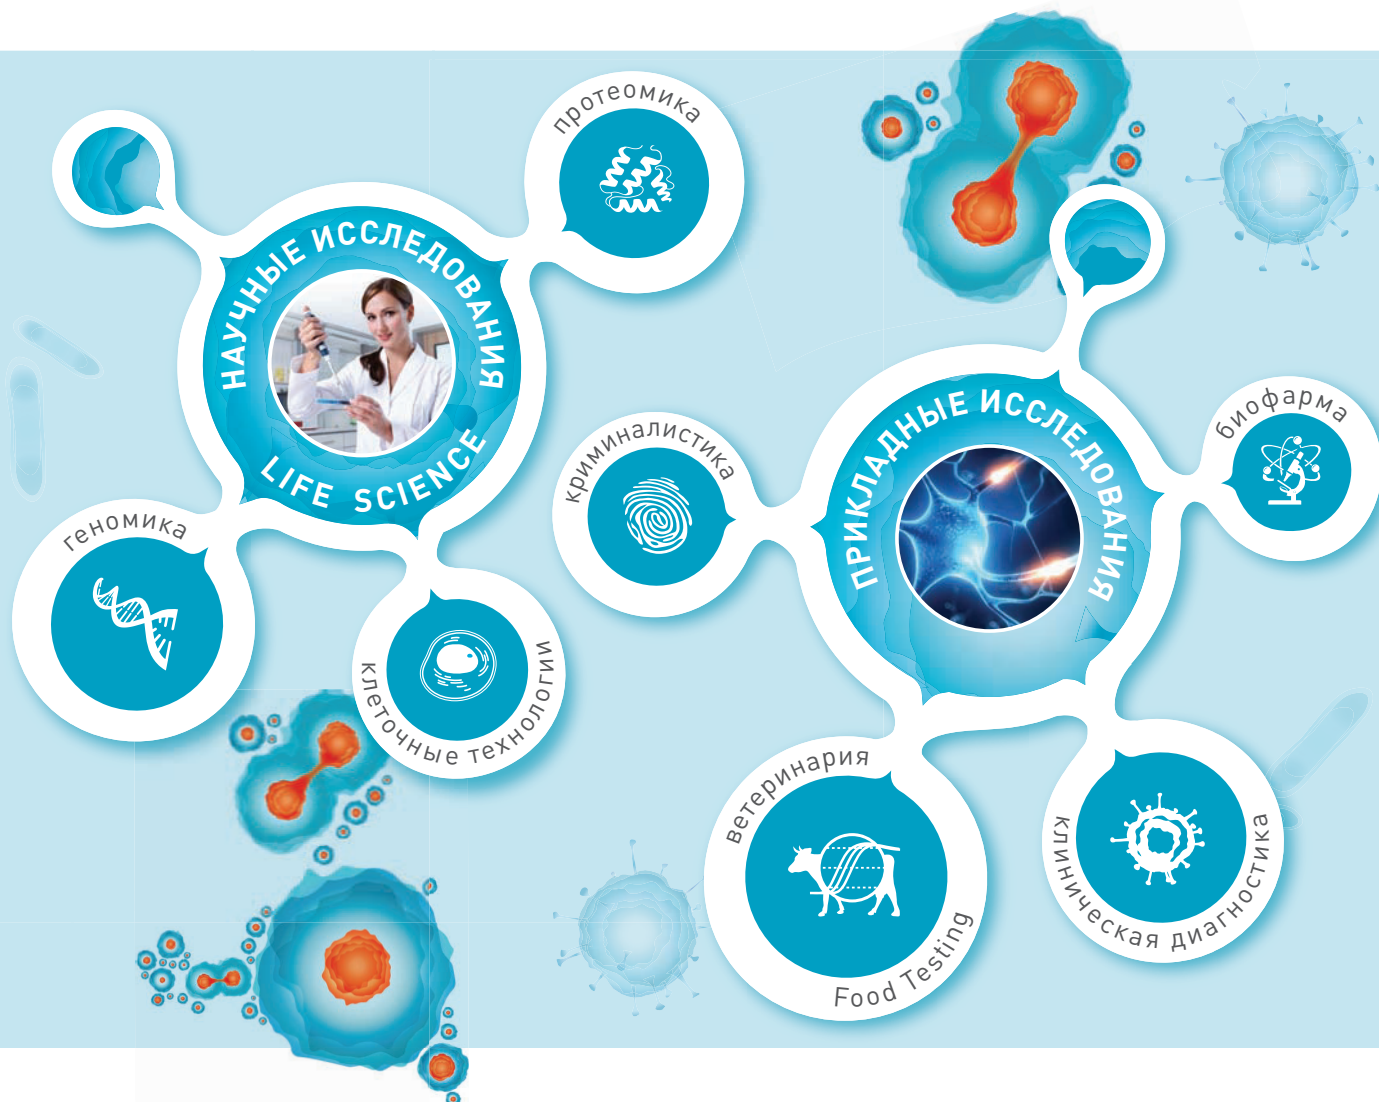 протеомика
НАУЧНЫЕ ИССЛЕДОВАНИЯ
LIFE SCIENCE
геномика
клеточные технологии
криминалистика
ПРИКЛАДНЫЕ ИССЛЕДОВАНИЯ
биофарма
ветеринария
Food Testing
клиническая диагностика